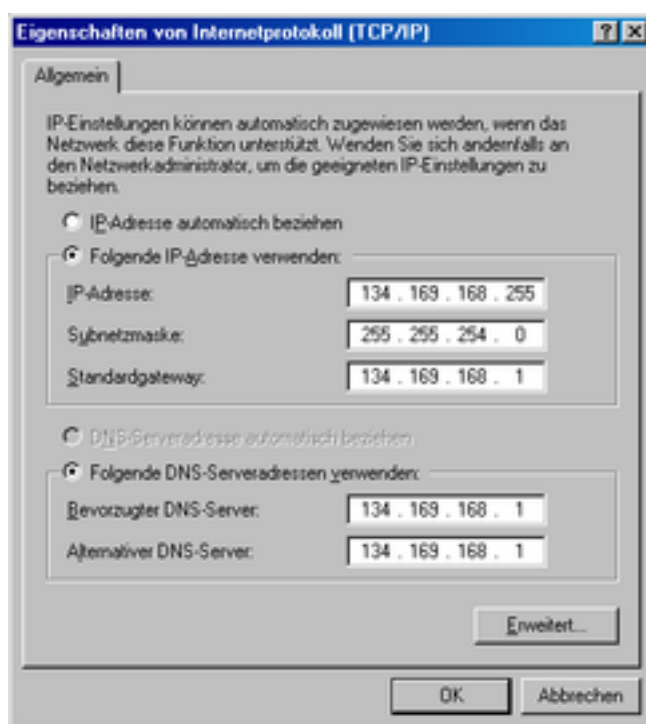 Eigenschaften von Internetprotokoll (TCP/IP)
Allgemein
IP-Einstellungen können automatisch zugewiesen werden, wenn das
Netzwerk diese Funktion unterstützt. Wenden Sie sich andernfalls an
den Netzwerkadministrator, um die geeigneten IP-Einstellungen zu
beziehen.
IP-Adresse automatisch beziehen
Folgende IP-Adresse verwenden:
IP-Adresse: 134 . 169 . 168 . 255
Subnetzmaske: 255 . 255 . 254 . 0
Standardgateway: 134 . 169 . 168 . 1
DNS-Serveradresse automatisch beziehen
Folgende DNS-Serveradressen verwenden:
Bevorzugter DNS-Server: 134 . 169 . 168 . 1
Alternativer DNS-Server: 134 . 169 . 168 . 1
Erweitert...
OK Abbrechen